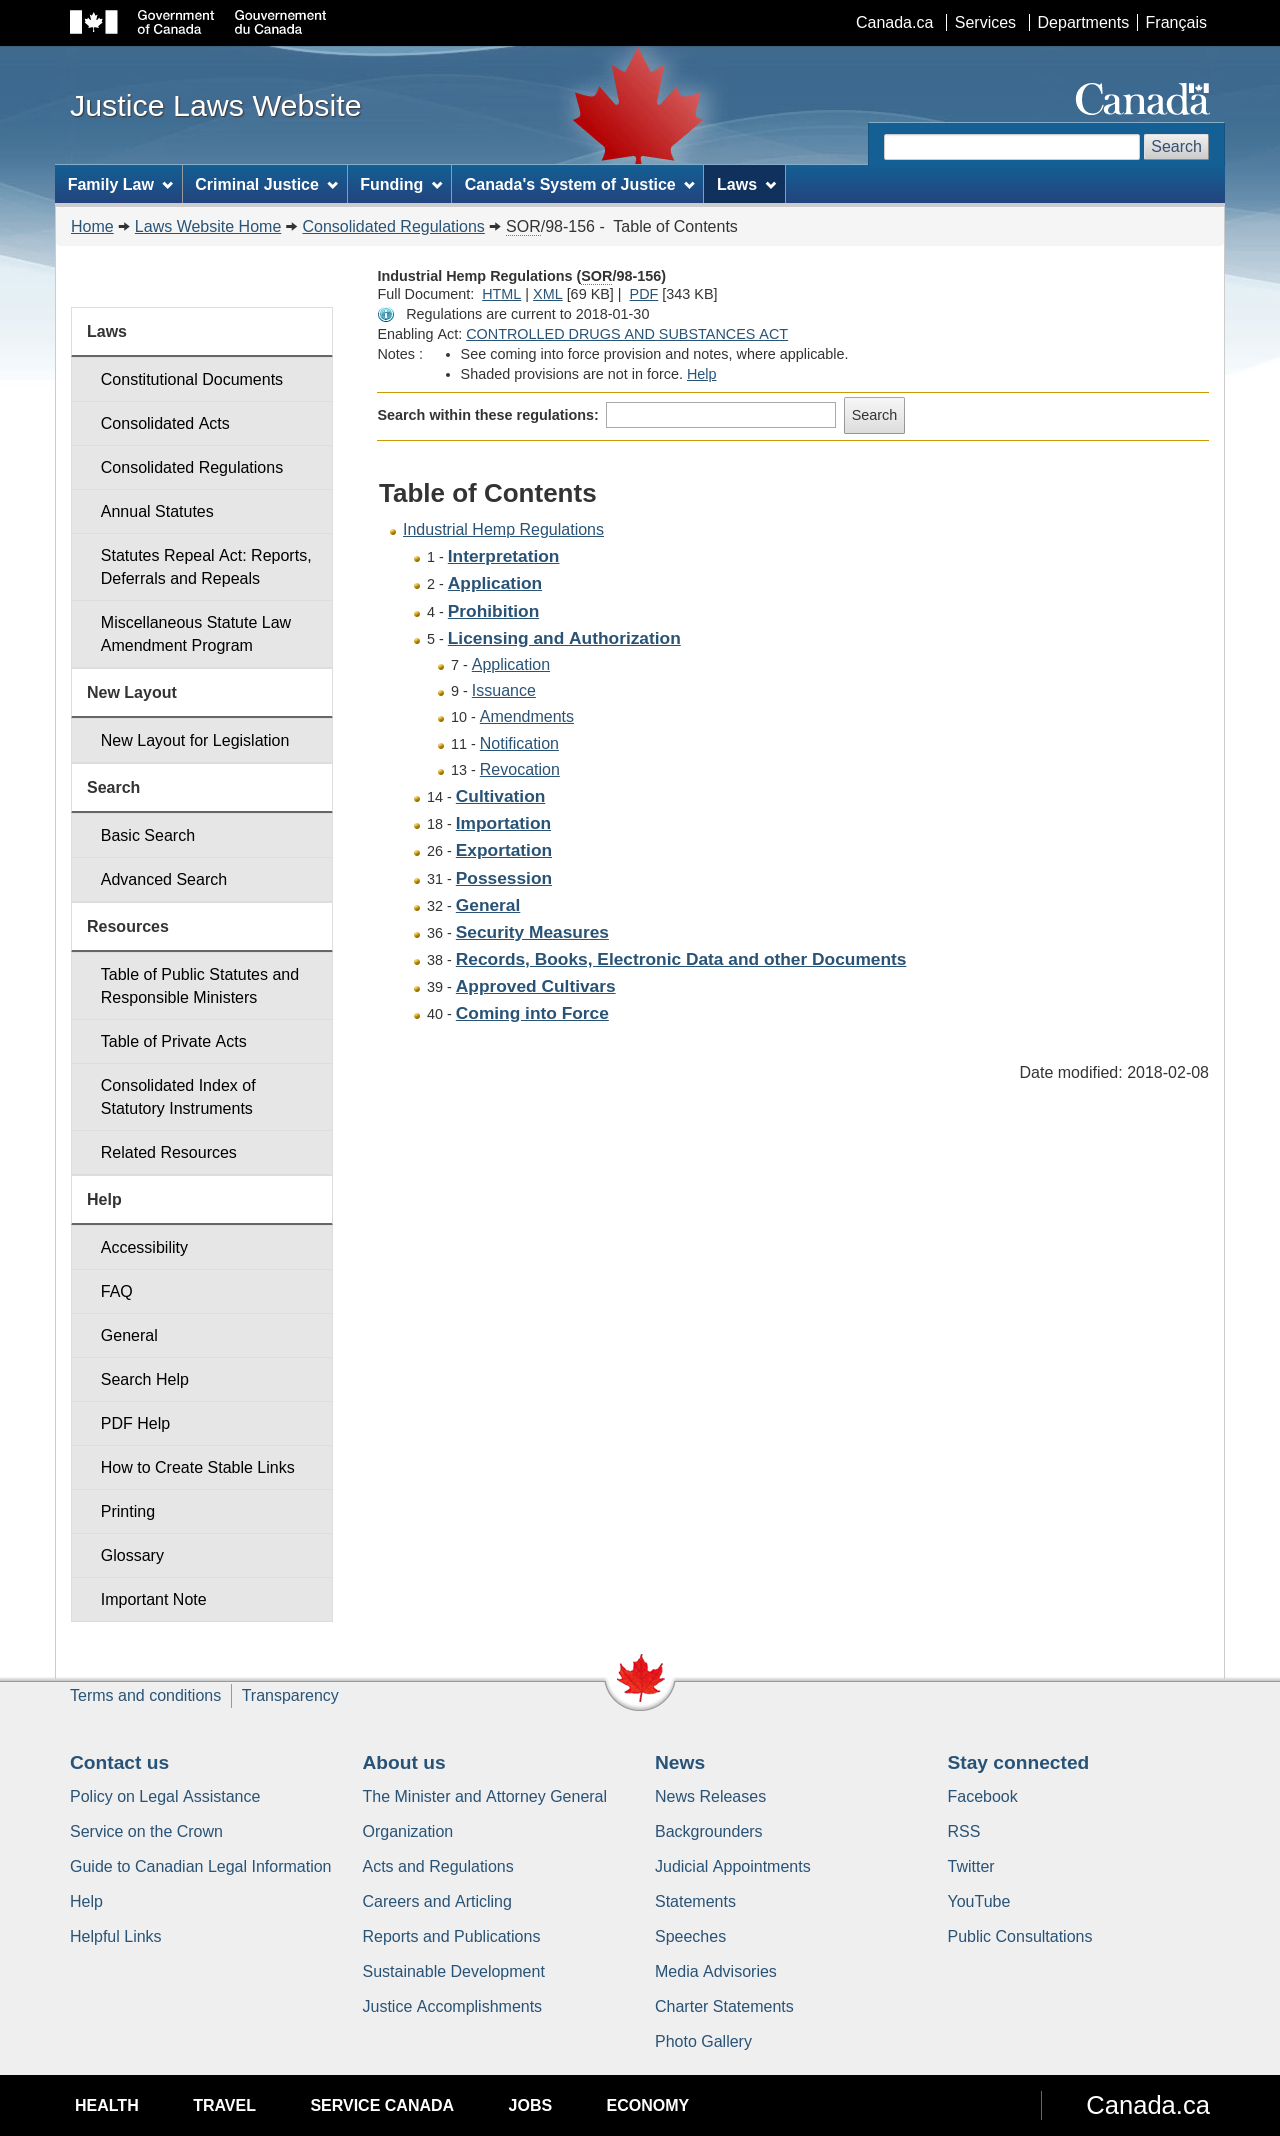 Government of Canada
Gouvernement du Canada
Canada.ca
Services
Departments
Français
Justice Laws Website
Canada
Search
Family Law
Criminal Justice
Funding
Canada's System of Justice
Laws
Home
Laws Website Home
Consolidated Regulations
SOR/98-156 - Table of Contents
Industrial Hemp Regulations (SOR/98-156)
Full Document: HTML | XML [69 KB] | PDF [343 KB]
Regulations are current to 2018-01-30
Enabling Act: CONTROLLED DRUGS AND SUBSTANCES ACT
Notes :
See coming into force provision and notes, where applicable.
Shaded provisions are not in force. Help
Search within these regulations:
Search
Table of Contents
Industrial Hemp Regulations
1 - Interpretation
2 - Application
4 - Prohibition
5 - Licensing and Authorization
7 - Application
9 - Issuance
10 - Amendments
11 - Notification
13 - Revocation
14 - Cultivation
18 - Importation
26 - Exportation
31 - Possession
32 - General
36 - Security Measures
38 - Records, Books, Electronic Data and other Documents
39 - Approved Cultivars
40 - Coming into Force
Date modified: 2018-02-08
Laws
Constitutional Documents
Consolidated Acts
Consolidated Regulations
Annual Statutes
Statutes Repeal Act: Reports,
Deferrals and Repeals
Miscellaneous Statute Law
Amendment Program
New Layout
New Layout for Legislation
Search
Basic Search
Advanced Search
Resources
Table of Public Statutes and
Responsible Ministers
Table of Private Acts
Consolidated Index of
Statutory Instruments
Related Resources
Help
Accessibility
FAQ
General
Search Help
PDF Help
How to Create Stable Links
Printing
Glossary
Important Note
Terms and conditions
Transparency
Contact us
Policy on Legal Assistance
Service on the Crown
Guide to Canadian Legal Information
Help
Helpful Links
About us
The Minister and Attorney General
Organization
Acts and Regulations
Careers and Articling
Reports and Publications
Sustainable Development
Justice Accomplishments
News
News Releases
Backgrounders
Judicial Appointments
Statements
Speeches
Media Advisories
Charter Statements
Photo Gallery
Stay connected
Facebook
RSS
Twitter
YouTube
Public Consultations
HEALTH
TRAVEL
SERVICE CANADA
JOBS
ECONOMY
Canada.ca